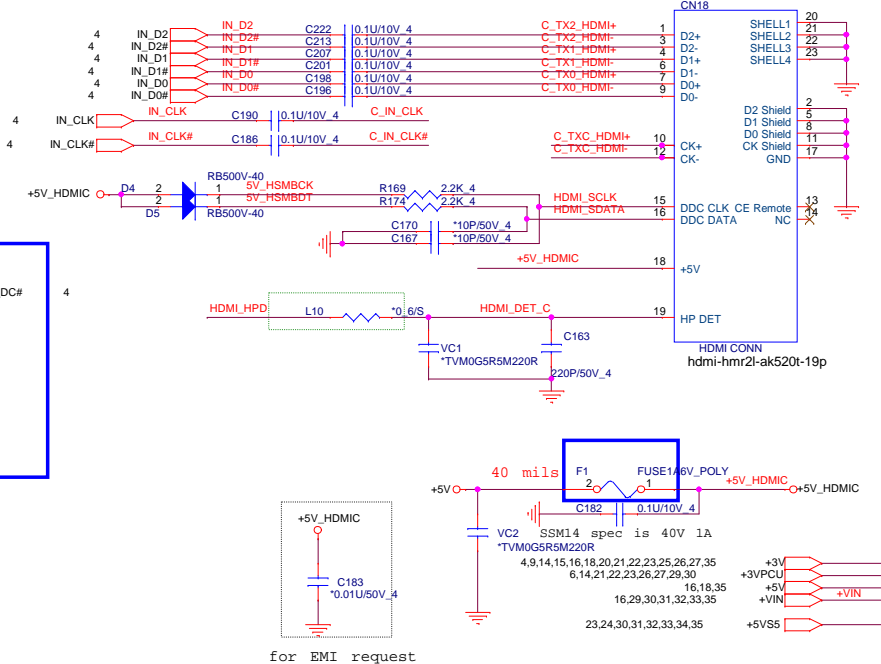 CN18
IN_D2 C222 0.1U/10V_4 C_TX2_HDMI+ SHELL1 20
4 IN_D2 IN_D2# C213 0.1U/10V_4 C_TX2_HDMI- 1 D2+ SHELL2 21
4 IN_D2# IN_D1 C207 0.1U/10V_4 C_TX1_HDMI+ 3 D2- SHELL3 22
4 IN_D1 IN_D1# C201 0.1U/10V_4 C_TX1_HDMI- 4 D1+ SHELL4 23
4 IN_D1# IN_D0 C198 0.1U/10V_4 C_TX0_HDMI+ 6 D1-
4 IN_D0 IN_D0# C196 0.1U/10V_4 C_TX0_HDMI- 7 D0+
4 IN_D0# 9 D0-
D2 Shield 2
4 IN_CLK IN_CLK C190 0.1U/10V_4 C_IN_CLK D1 Shield 5
D0 Shield 8
4 IN_CLK# IN_CLK# C186 0.1U/10V_4 C_IN_CLK# C_TXC_HDMI+ 10 CK+ CK Shield 11
C_TXC_HDMI- 12 CK- GND 17
RB500V-40
+5V_HDMIC D4 2 1 5V_HSMBCK R169 2.2K_4
2 1 5V_HSMBDT R174 2.2K_4 HDMI_SCLK 15 DDC CLK CE Remote 13
D5 RB500V-40 HDMI_SDATA 16 DDC DATA NC 14
C170 *10P/50V_4
C167 *10P/50V_4
+5V_HDMIC 18 +5V
DC# 4
HDMI_HPD L10 *0_6/S HDMI_DET_C 19 HP DET
VC1 C163
*TVM0G5R5M220R
220P/50V_4
HDMI CONN
hdmi-hmr2l-ak520t-19p
40 mils F1 FUSE1A6V_POLY
+5V 2 1 +5V_HDMIC +5V_HDMIC
C182 0.1U/10V_4
SSM14 spec is 40V 1A
VC2
*TVM0G5R5M220R
+5V_HDMIC
C183
*0.01U/50V_4
for EMI request
4,9,14,15,16,18,20,21,22,23,25,26,27,35 +3V
6,14,21,22,23,26,27,29,30 +3VPCU
16,18,35 +5V
16,29,30,31,32,33,35 +VIN +VIN
23,24,30,31,32,33,34,35 +5VS5